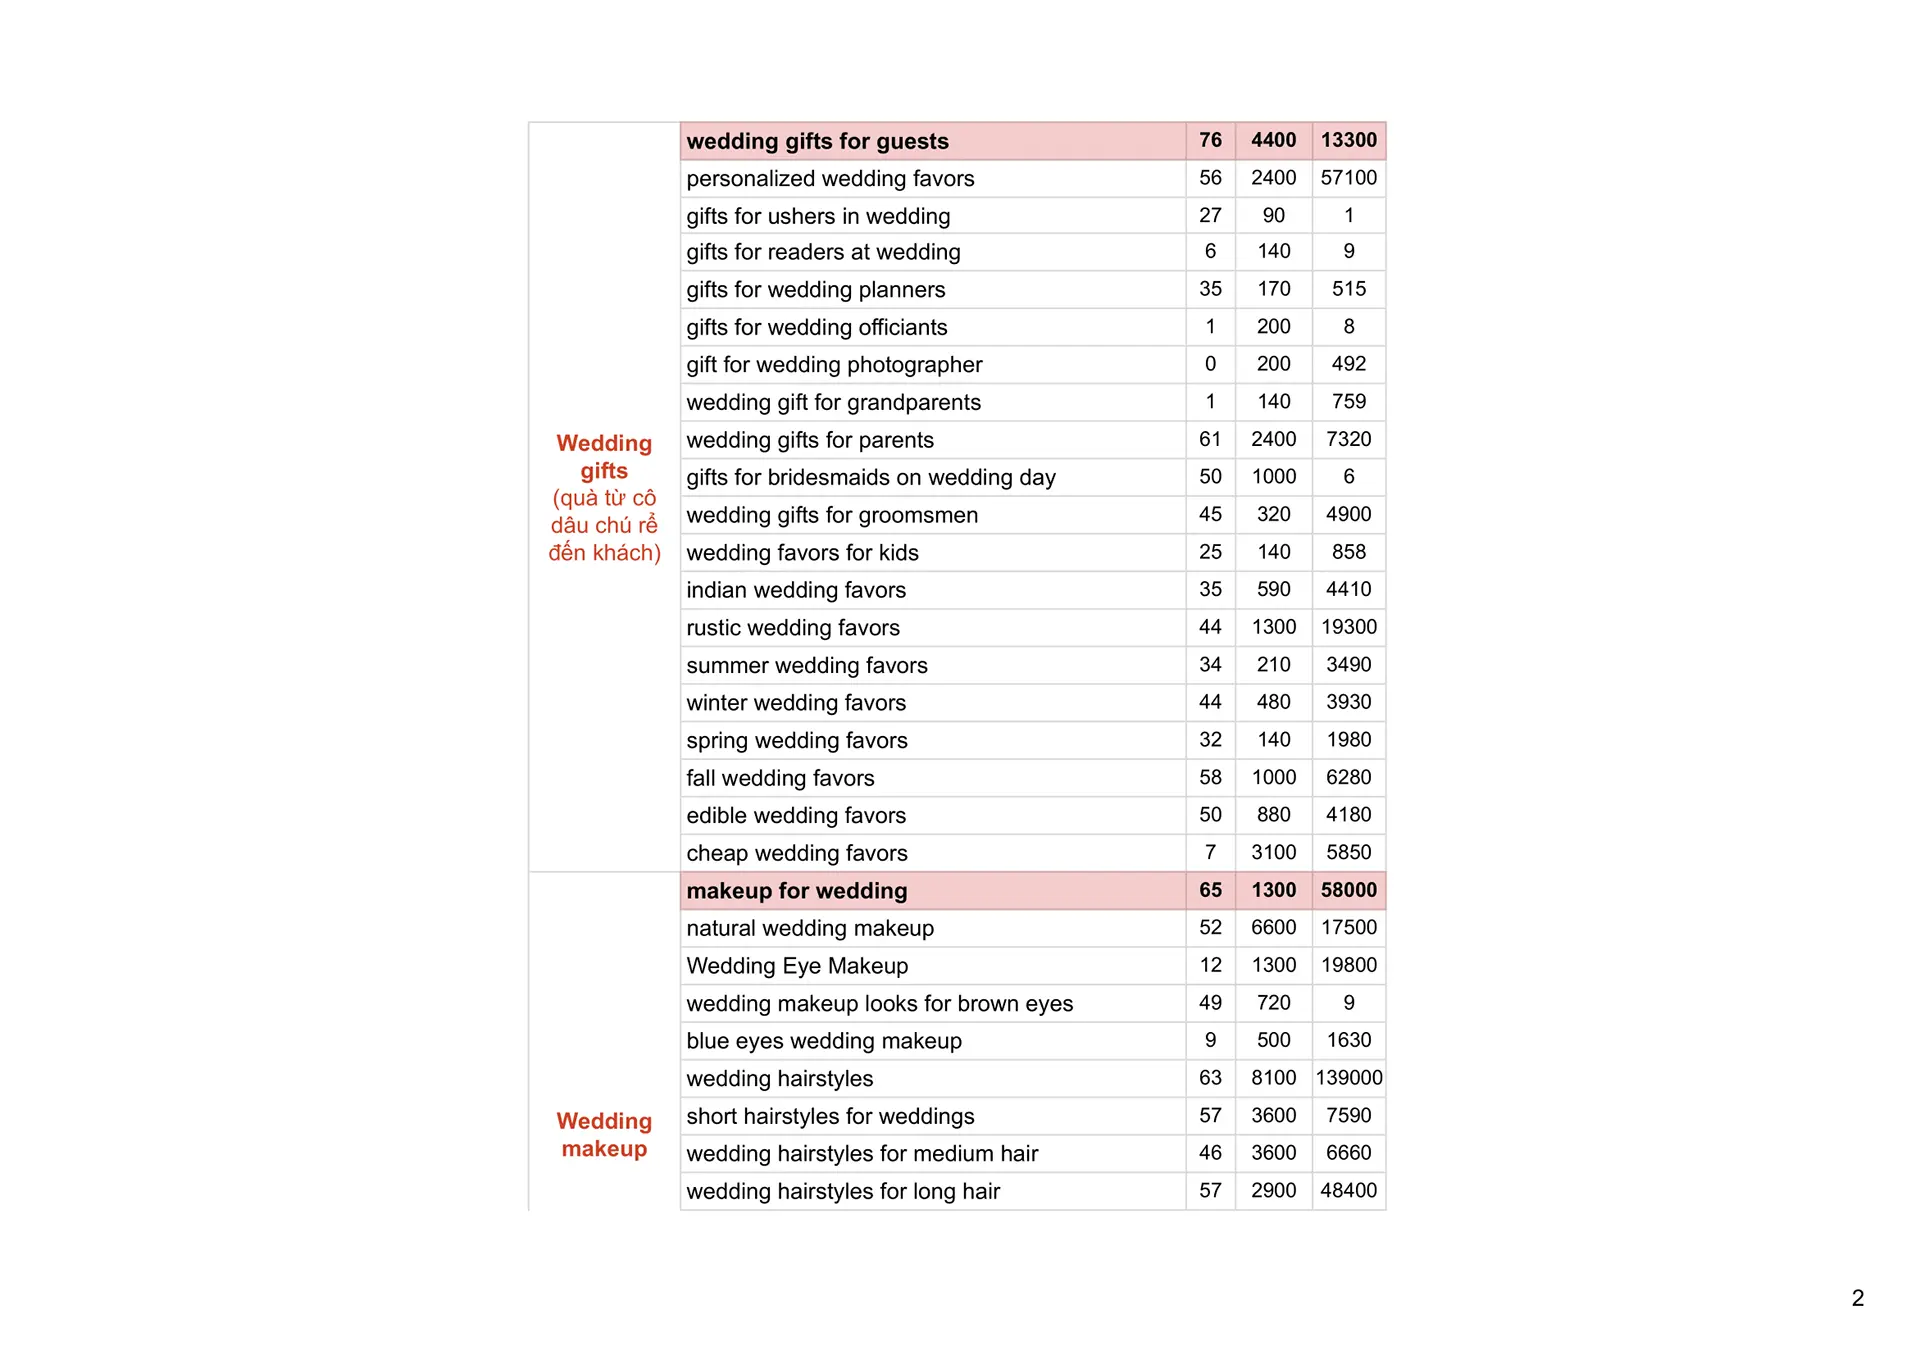 wedding gifts for guests 76 4400 13300
personalized wedding favors 56 2400 57100
gifts for ushers in wedding 27 90 1
gifts for readers at wedding 6 140 9
gifts for wedding planners 35 170 515
gifts for wedding officiants 1 200 8
gift for wedding photographer 0 200 492
wedding gift for grandparents 1 140 759
wedding gifts for parents 61 2400 7320
gifts for bridesmaids on wedding day 50 1000 6
wedding gifts for groomsmen 45 320 4900
wedding favors for kids 25 140 858
indian wedding favors 35 590 4410
rustic wedding favors 44 1300 19300
summer wedding favors 34 210 3490
winter wedding favors 44 480 3930
spring wedding favors 32 140 1980
fall wedding favors 58 1000 6280
edible wedding favors 50 880 4180
cheap wedding favors 7 3100 5850
Wedding
gifts
(quà từ cô
dâu chú rể
đến khách)
makeup for wedding 65 1300 58000
natural wedding makeup 52 6600 17500
Wedding Eye Makeup 12 1300 19800
wedding makeup looks for brown eyes 49 720 9
blue eyes wedding makeup 9 500 1630
wedding hairstyles 63 8100 139000
short hairstyles for weddings 57 3600 7590
wedding hairstyles for medium hair 46 3600 6660
wedding hairstyles for long hair 57 2900 48400
Wedding
makeup
2